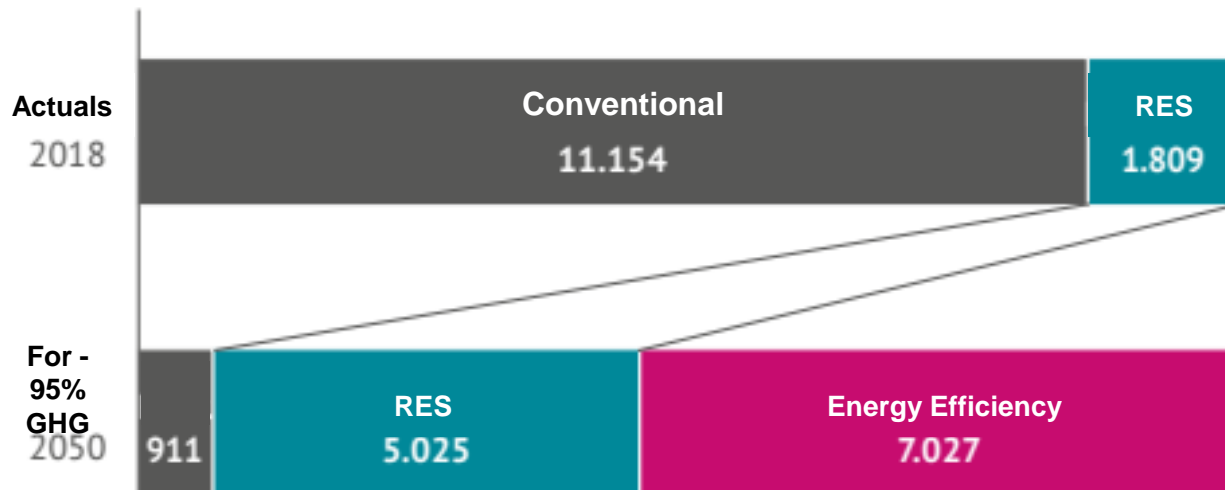 Actuals
2018
Conventional
11.154
RES
1.809
For -
95%
GHG
2050
911
RES
5.025
Energy Efficiency
7.027